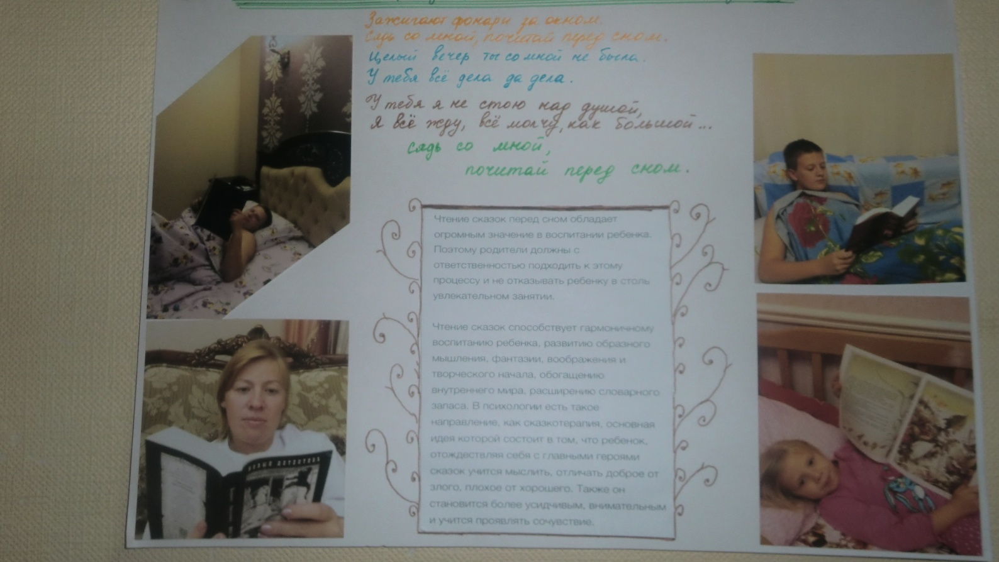 Зажигают фонари за окном.
Сядь со мной, почитай перед сном.
Целый вечер ты со мной не была.
У тебя всё дела да дела.
У тебя я не стою над душой,
Я всё жду, всё молчу, как большой...
Сядь со мной,
почитай перед сном.
Чтение сказок перед сном обладает
огромным значение в воспитании ребенка.
Поэтому родители должны с
ответственностью подходить к этому
процессу и не отказывать ребенку в столь
увлекательном занятии.
Чтение сказок способствует гармоничному
воспитанию ребенка, развитию образного
мышления, фантазии, воображения и
творческого начала, обогащению
внутреннего мира, расширению словарного
запаса. В психологии есть такое
направление, как сказкотерапия, основная
идея которой состоит в том, что ребенок,
отождествляя себя с главными героями
сказок учится мыслить, отличать доброе от
злого, плохое от хорошего. Также он
становится более усидчивым, внимательным
и учится проявлять сочувствие.